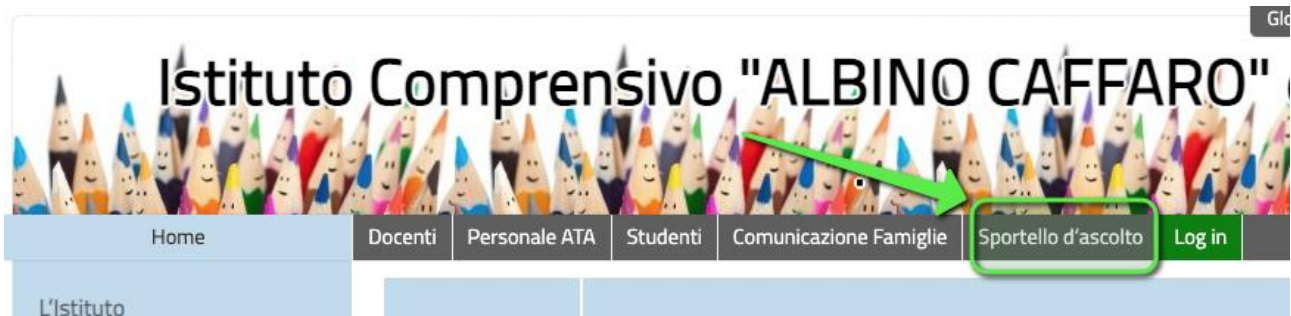 Istituto Comprensivo "ALBINO CAFFARO"
Home Docenti Personale ATA Studenti Comunicazione Famiglie Sportello d'ascolto Log in
L'Istituto